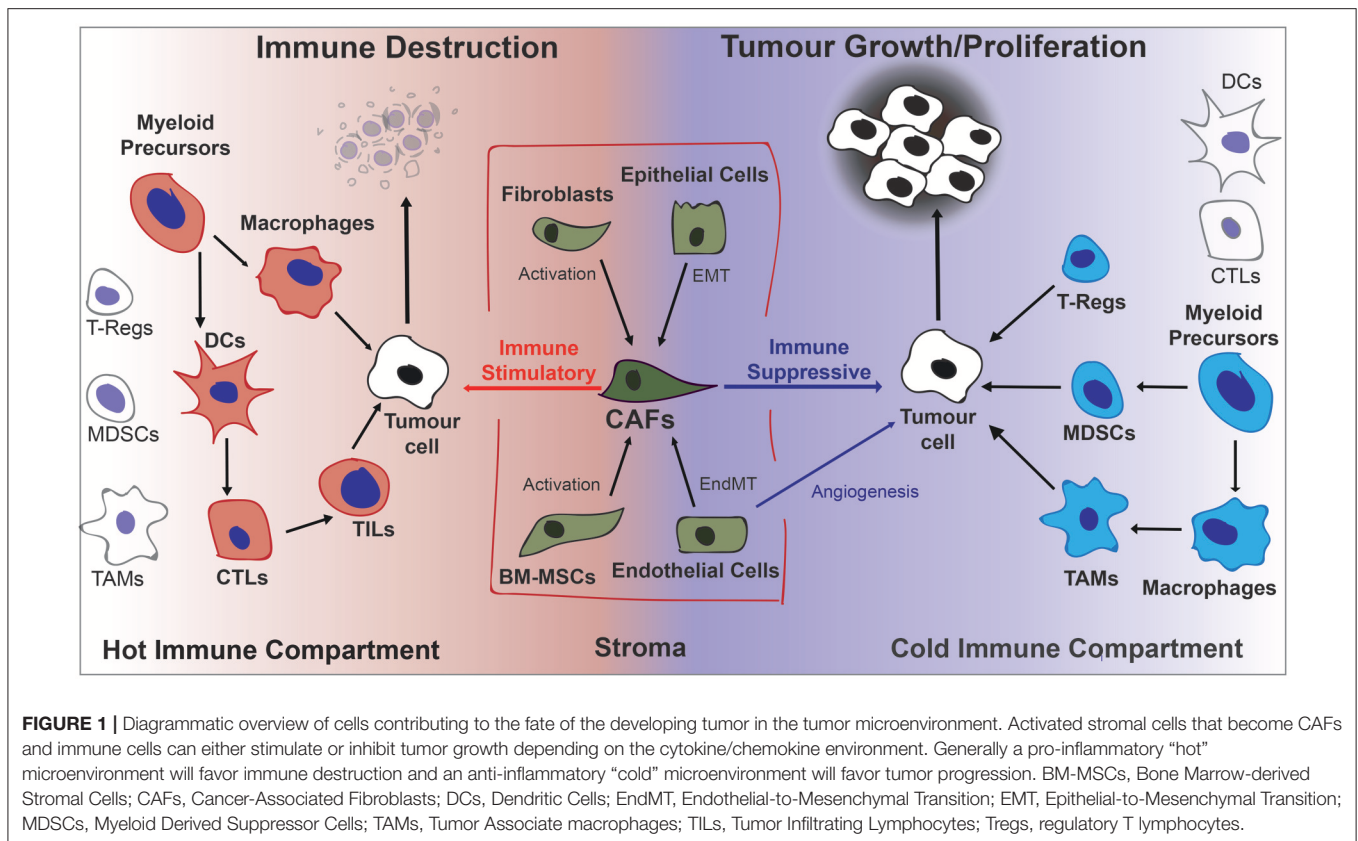 Immune Destruction
Tumour Growth/Proliferation
Myeloid
Precursors
Macrophages
T-Regs
DCs
MDSCs
TAMs
CTLs
TILs
Tumour
cell
Immune
Stimulatory
Fibroblasts
Epithelial Cells
Activation
EMT
CAFs
Activation
EndMT
BM-MSCs
Endothelial Cells
Immune
Suppressive
Angiogenesis
Tumour
cell
DCs
CTLs
T-Regs
Myeloid
Precursors
MDSCs
TAMs
Macrophages
Hot Immune Compartment
Stroma
Cold Immune Compartment
FIGURE 1 | Diagrammatic overview of cells contributing to the fate of the developing tumor in the tumor microenvironment. Activated stromal cells that become CAFs
and immune cells can either stimulate or inhibit tumor growth depending on the cytokine/chemokine environment. Generally a pro-inflammatory “hot”
microenvironment will favor immune destruction and an anti-inflammatory “cold” microenvironment will favor tumor progression. BM-MSCs, Bone Marrow-derived
Stromal Cells; CAFs, Cancer-Associated Fibroblasts; DCs, Dendritic Cells; EndMT, Endothelial-to-Mesenchymal Transition; EMT, Epithelial-to-Mesenchymal Transition;
MDSCs, Myeloid Derived Suppressor Cells; TAMs, Tumor Associate macrophages; TILs, Tumor Infiltrating Lymphocytes; Tregs, regulatory T lymphocytes.